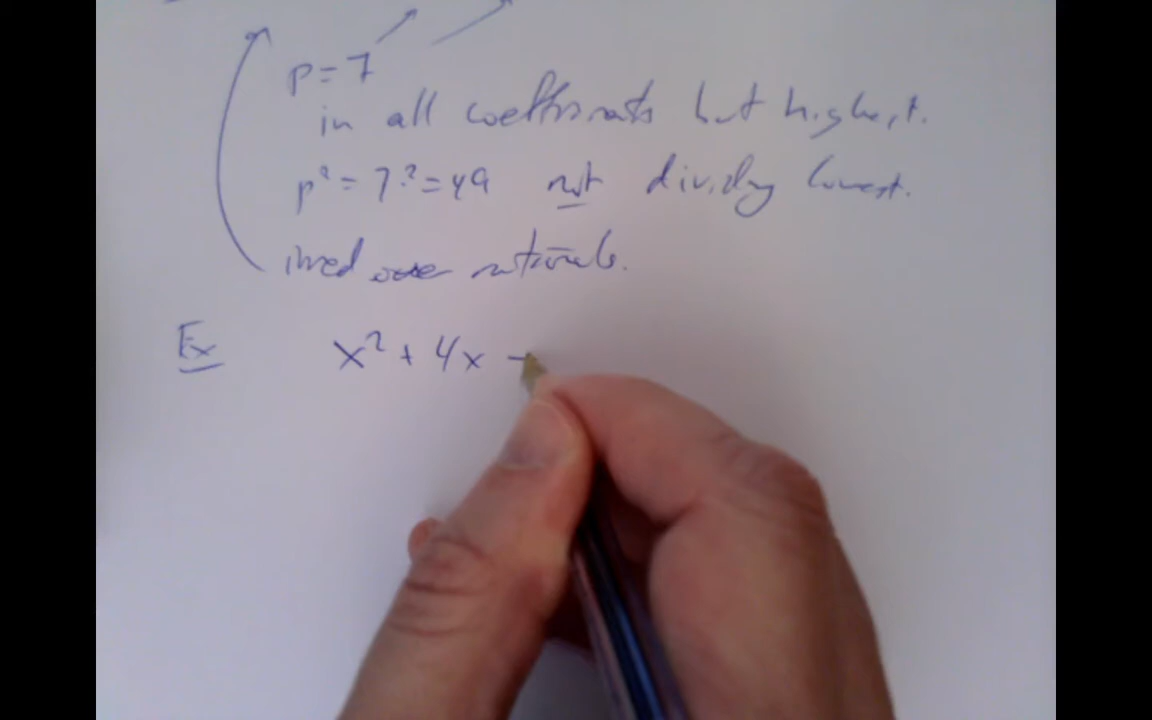 p = 7
in all coefficients but highest.
p² = 7² = 49 not dividing lowest.
irred over rationals.
Ex x² + 4x